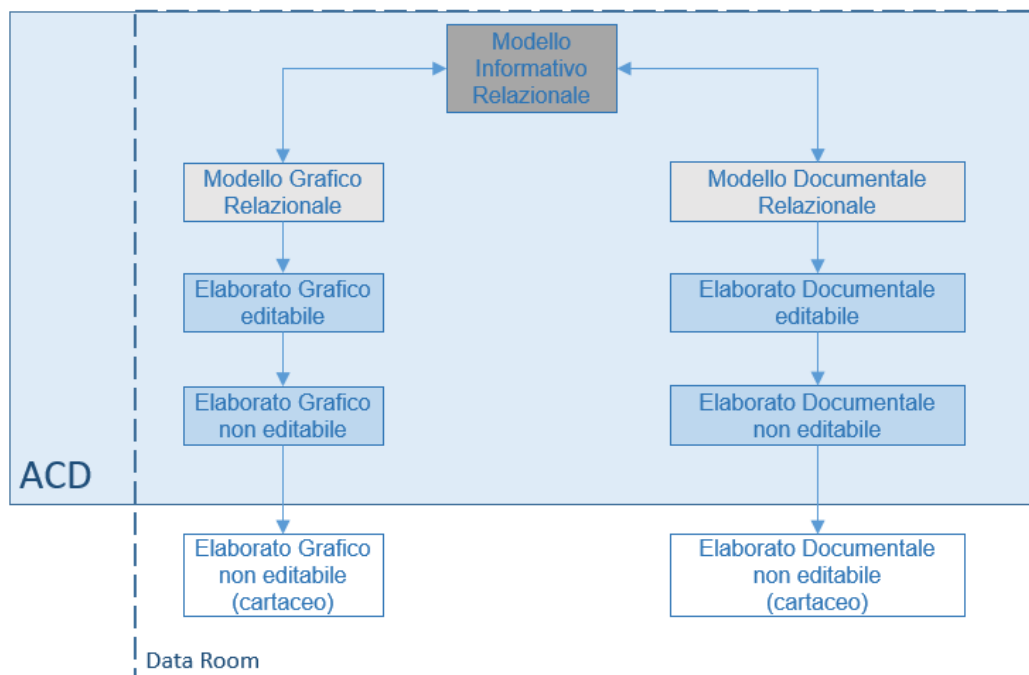 Modello
Informativo
Relazionale
Modello Grafico
Relazionale
Modello Documentale
Relazionale
Elaborato Grafico
editabile
Elaborato Documentale
editabile
Elaborato Grafico
non editabile
Elaborato Documentale
non editabile
ACD
Elaborato Grafico
non editabile
(cartaceo)
Elaborato Documentale
non editabile
(cartaceo)
Data Room